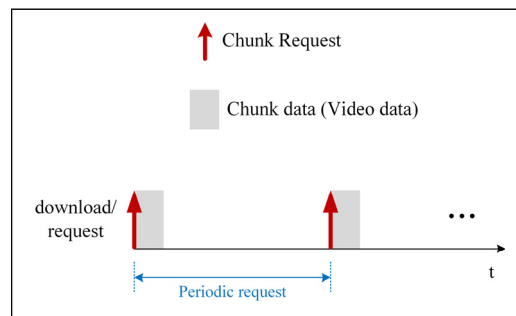 Chunk Request
Chunk data (Video data)
download/
request
...
t
Periodic request